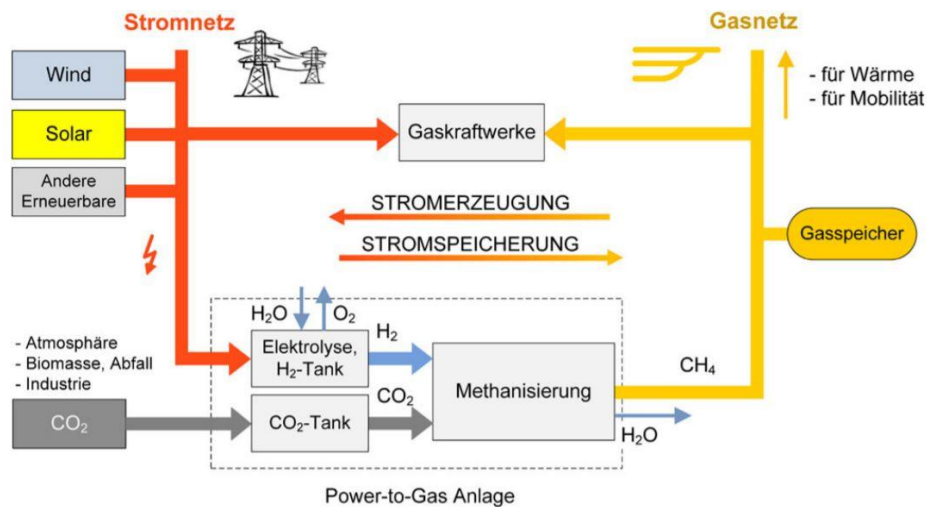 Stromnetz
Gasnetz
Wind
- für Wärme
- für Mobilität
Solar
Gaskraftwerke
Andere
Erneuerbare
STROMERZEUGUNG
Gasspeicher
STROMSPEICHERUNG
H₂O
O₂
- Atmosphäre
- Biomasse, Abfall
- Industrie
Elektrolyse,
H₂-Tank
H₂
Methanisierung
CH₄
CO₂
CO₂-Tank
CO₂
H₂O
Power-to-Gas Anlage